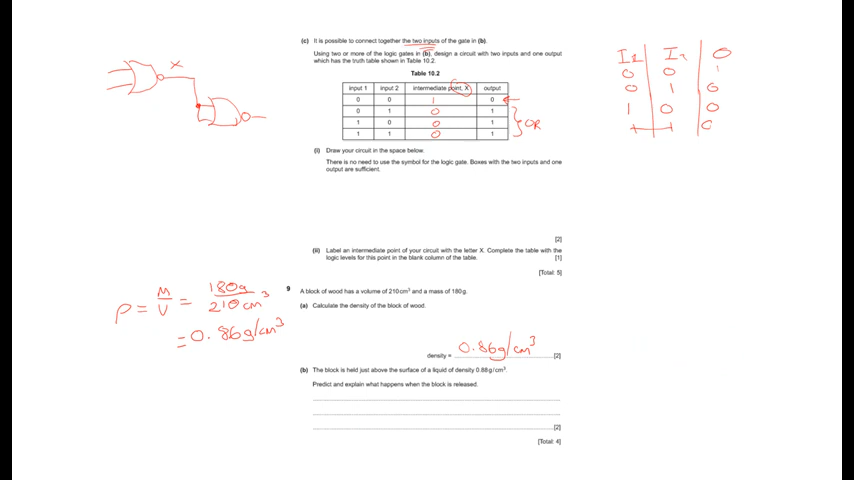 (c) It is possible to connect together the two inputs of the gate in (b).
Using two or more of the logic gates in (b), design a circuit with two inputs and one output
which has the truth table shown in Table 10.2.
Table 10.2
input 1 input 2 intermediate point, X output
0 0 1 0
0 1 0 1
1 0 0 1
1 1 0 1
} OR
X
I1 I2 O
0 0 1
0 1 0
1 0 0
1 1 0
(i) Draw your circuit in the space below.
There is no need to use the symbol for the logic gate. Boxes with the two inputs and one
output are sufficient.
[2]
(ii) Label an intermediate point of your circuit with the letter X. Complete the table with the
logic levels for this point in the blank column of the table. [1]
[Total: 5]
9 A block of wood has a volume of 210 cm³ and a mass of 180 g.
(a) Calculate the density of the block of wood.
ρ = M/V = 180g/210cm³
= 0.86g/cm³
density = 0.86g/cm³ [2]
(b) The block is held just above the surface of a liquid of density 0.88 g/cm³.
Predict and explain what happens when the block is released.
[2]
[Total: 4]